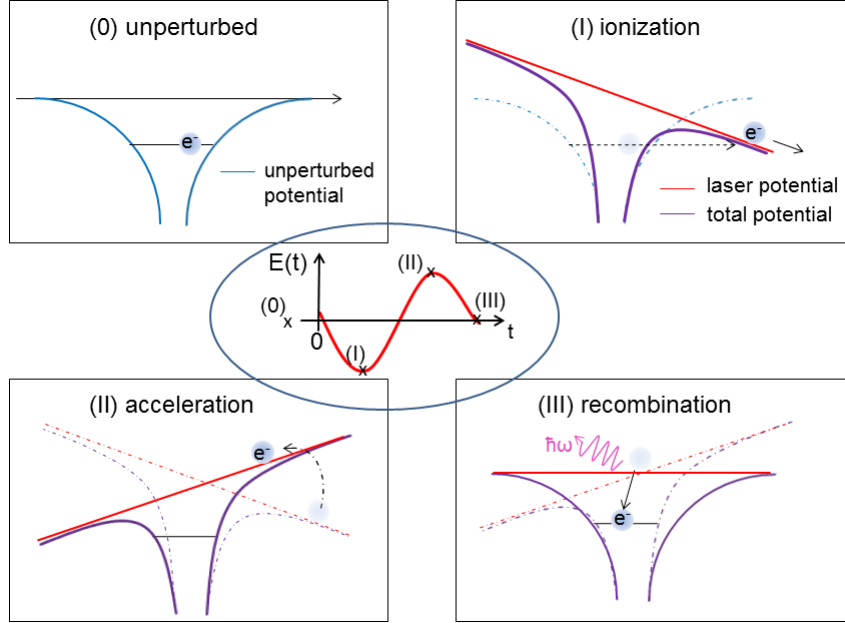 (0) unperturbed
e⁻
unperturbed
potential
(I) ionization
e⁻
laser potential
total potential
E(t)
(II)
(0)
(III)
0
(I)
t
(II) acceleration
e⁻
(III) recombination
ħω
e⁻